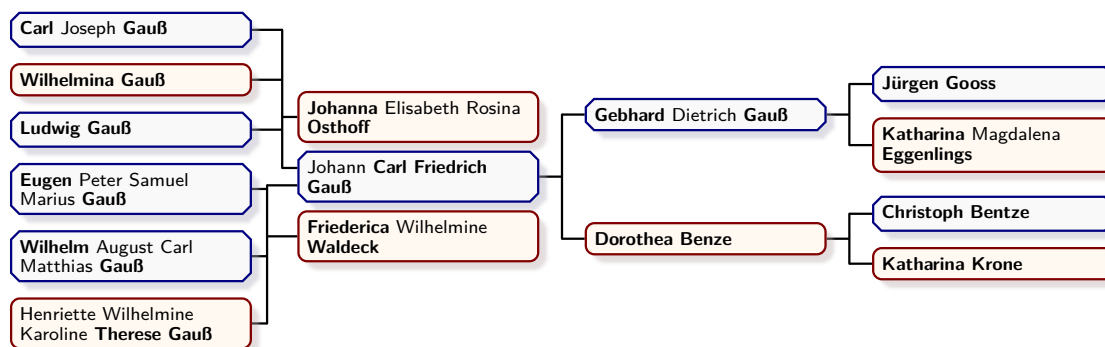 Carl Joseph Gauß
Wilhelmina Gauß
Ludwig Gauß
Eugen Peter Samuel
Marius Gauß
Wilhelm August Carl
Matthias Gauß
Henriette Wilhelmine
Karoline Therese Gauß
Johanna Elisabeth Rosina
Osthoff
Johann Carl Friedrich
Gauß
Friederica Wilhelmine
Waldeck
Gebhard Dietrich Gauß
Dorothea Benze
Jürgen Gooss
Katharina Magdalena
Eggenlings
Christoph Bentze
Katharina Krone